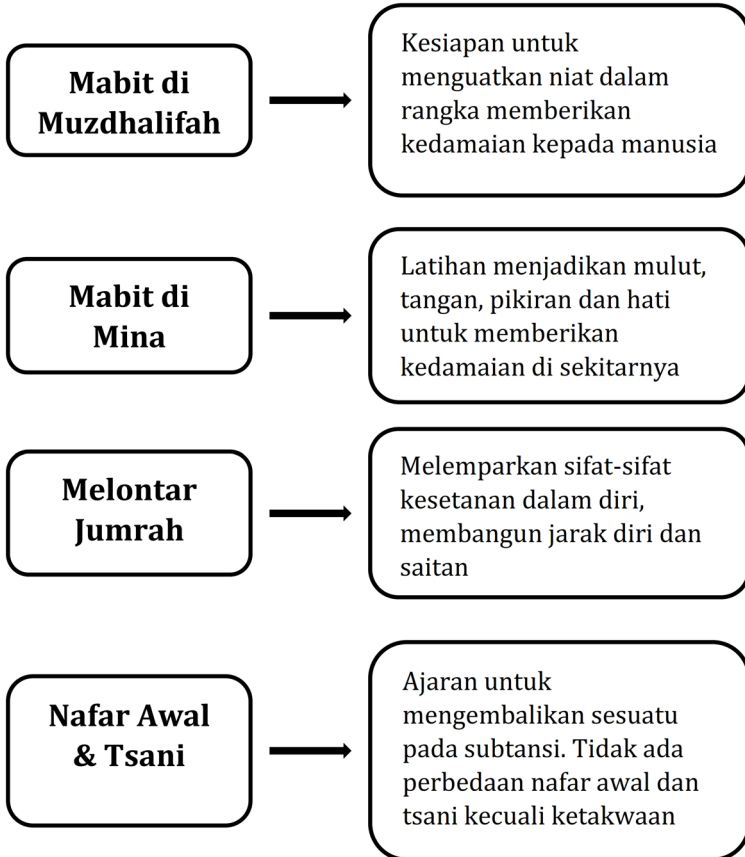 Mabit di
Muzdhalifah
Kesiapan untuk
menguatkan niat dalam
rangka memberikan
kedamaian kepada manusia
Mabit di
Mina
Latihan menjadikan mulut,
tangan, pikiran dan hati
untuk memberikan
kedamaian di sekitarnya
Melontar
Jumrah
Melemparkan sifat-sifat
kesetanan dalam diri,
membangun jarak diri dan
saitan
Nafar Awal
& Tsani
Ajaran untuk
mengembalikan sesuatu
pada subtansi. Tidak ada
perbedaan nafar awal dan
tsani kecuali ketakwaan